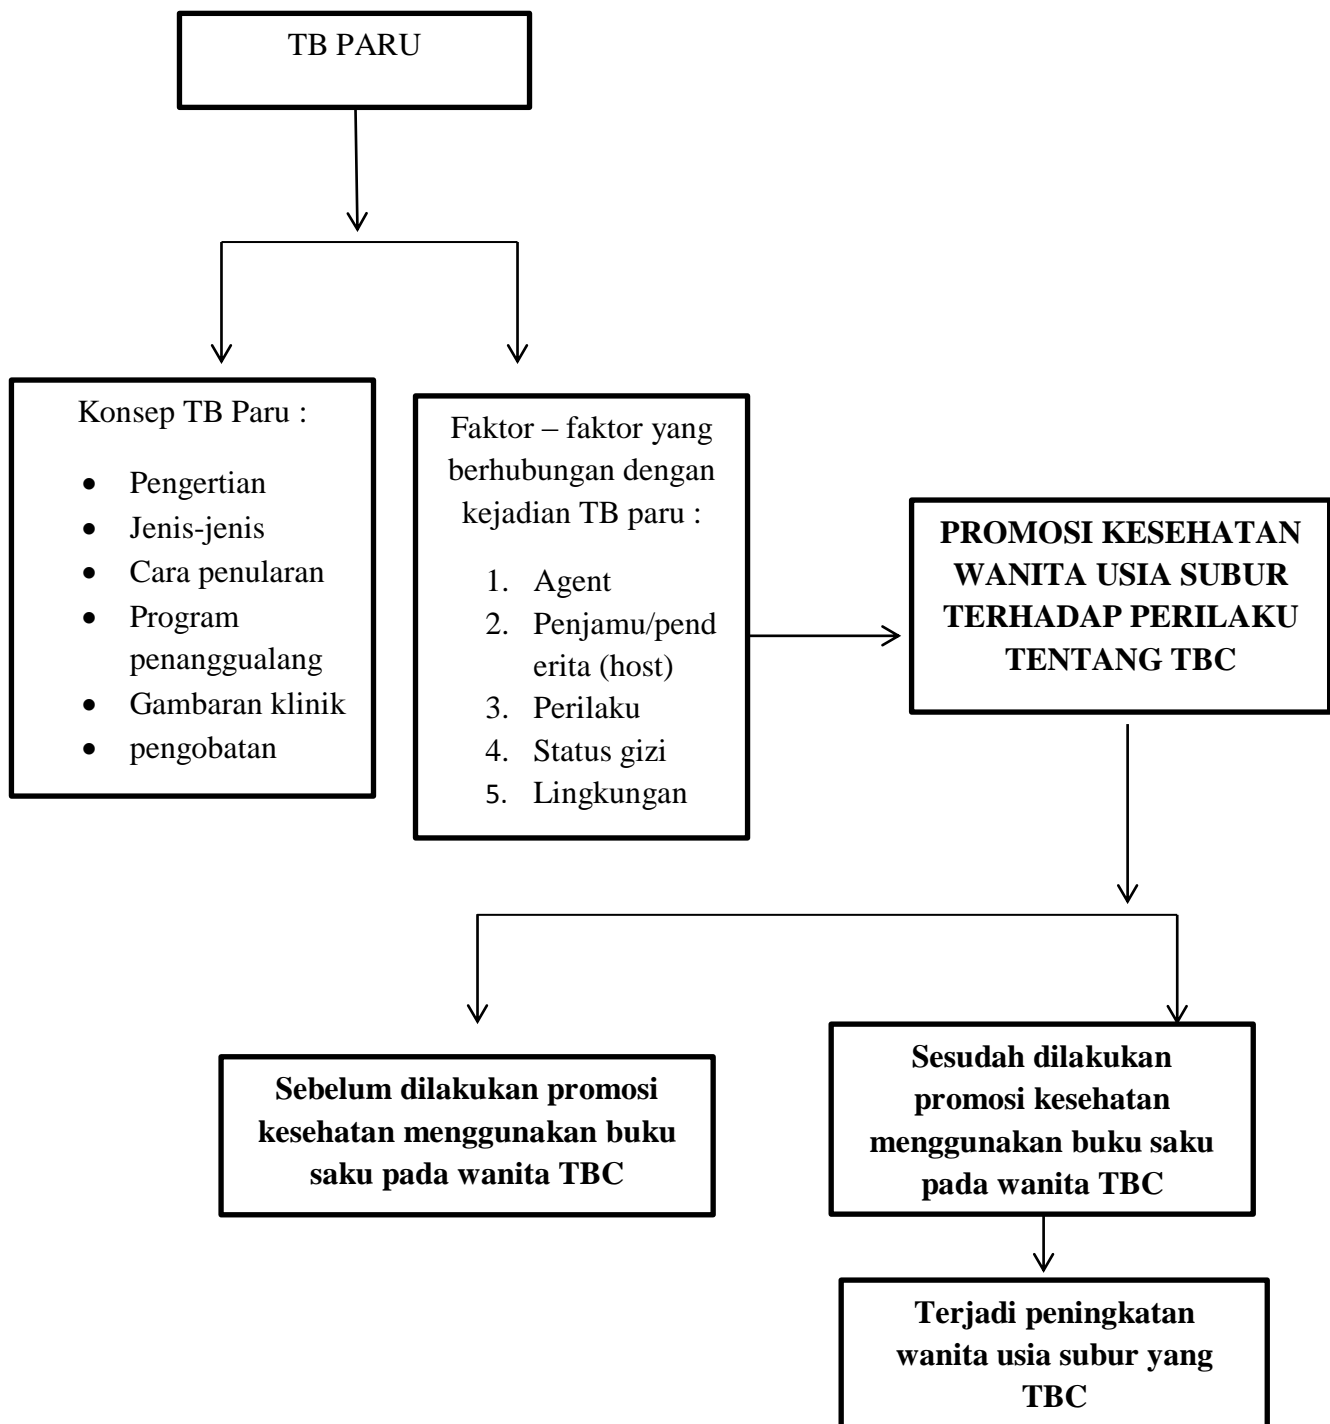 TB PARU
Konsep TB Paru :
• Pengertian
• Jenis-jenis
• Cara penularan
• Program
penanggualang
• Gambaran klinik
• pengobatan
Faktor – faktor yang
berhubungan dengan
kejadian TB paru :
1. Agent
2. Penjamu/pend
erita (host)
3. Perilaku
4. Status gizi
5. Lingkungan
PROMOSI KESEHATAN
WANITA USIA SUBUR
TERHADAP PERILAKU
TENTANG TBC
Sebelum dilakukan promosi
kesehatan menggunakan buku
saku pada wanita TBC
Sesudah dilakukan
promosi kesehatan
menggunakan buku saku
pada wanita TBC
Terjadi peningkatan
wanita usia subur yang
TBC